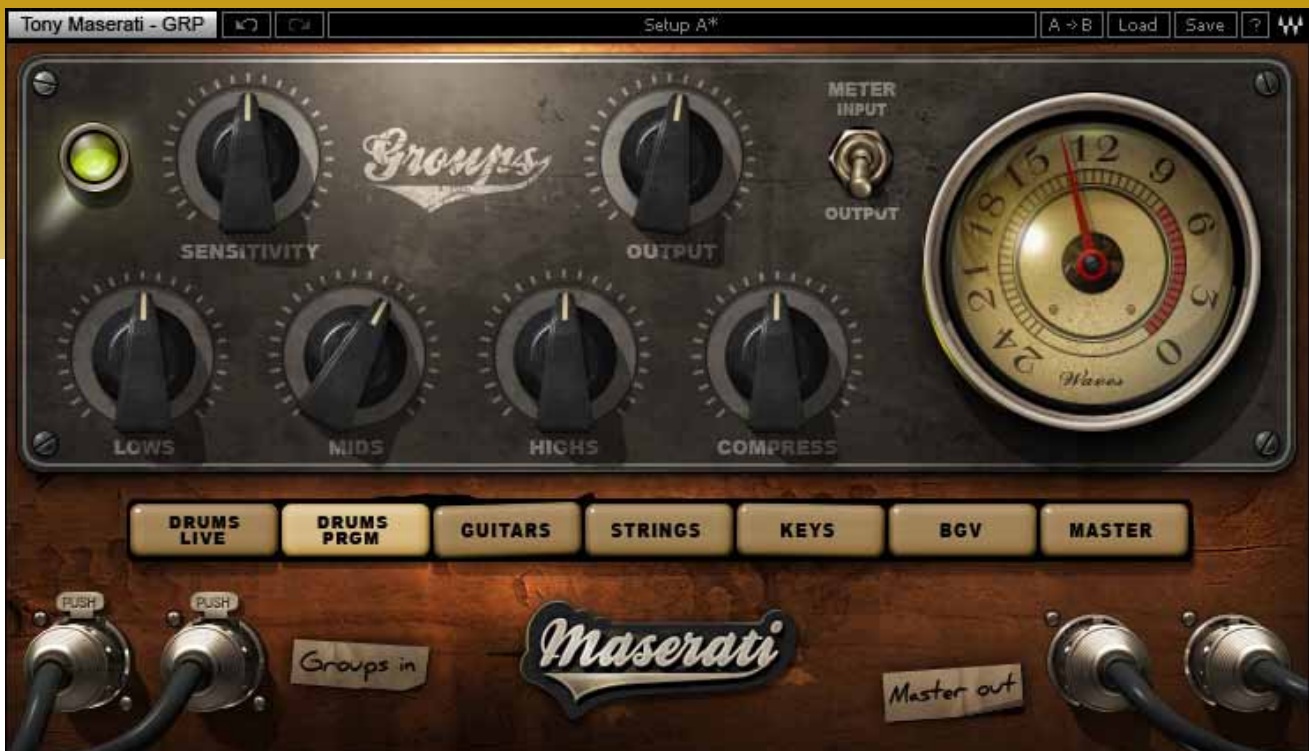 Tony Maserati - GRP
Setup A*
A->B
Load
Save
?
Groups
METER
INPUT
OUTPUT
SENSITIVITY
OUTPUT
LOWS
MIDS
HIGHS
COMPRESS
24
21
18
15
12
9
6
3
0
Waves
DRUMS
LIVE
DRUMS
PRGM
GUITARS
STRINGS
KEYS
BGV
MASTER
PUSH
PUSH
Groups in
Maserati
Master out